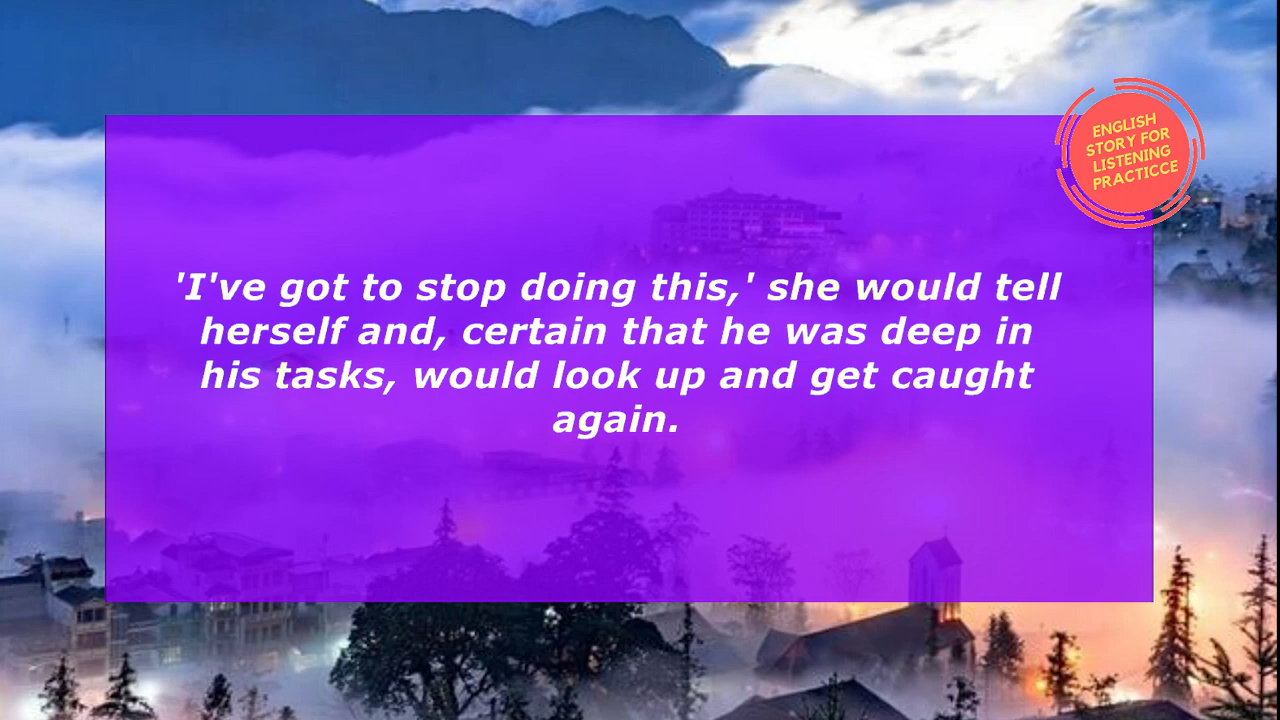 ENGLISH
STORY FOR
LISTENING
PRACTICCE
'I've got to stop doing this,' she would tell
herself and, certain that he was deep in
his tasks, would look up and get caught
again.